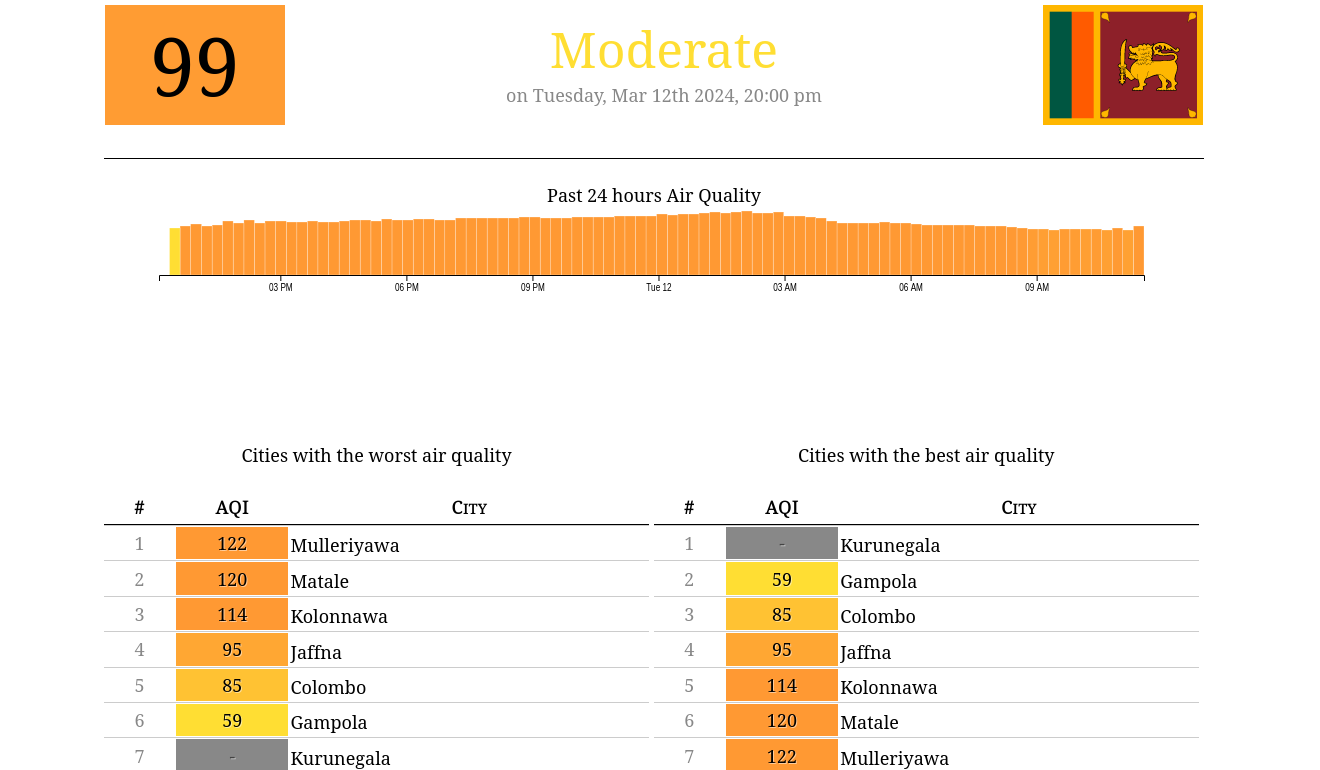 99
Moderate
on Tuesday, Mar 12th 2024, 20:00 pm
Past 24 hours Air Quality
03 PM 06 PM 09 PM Tue 12 03 AM 06 AM 09 AM
Cities with the worst air quality
# AQI City
1 122 Mulleriyawa
2 120 Matale
3 114 Kolonnawa
4 95 Jaffna
5 85 Colombo
6 59 Gampola
7 - Kurunegala
Cities with the best air quality
# AQI City
1 - Kurunegala
2 59 Gampola
3 85 Colombo
4 95 Jaffna
5 114 Kolonnawa
6 120 Matale
7 122 Mulleriyawa